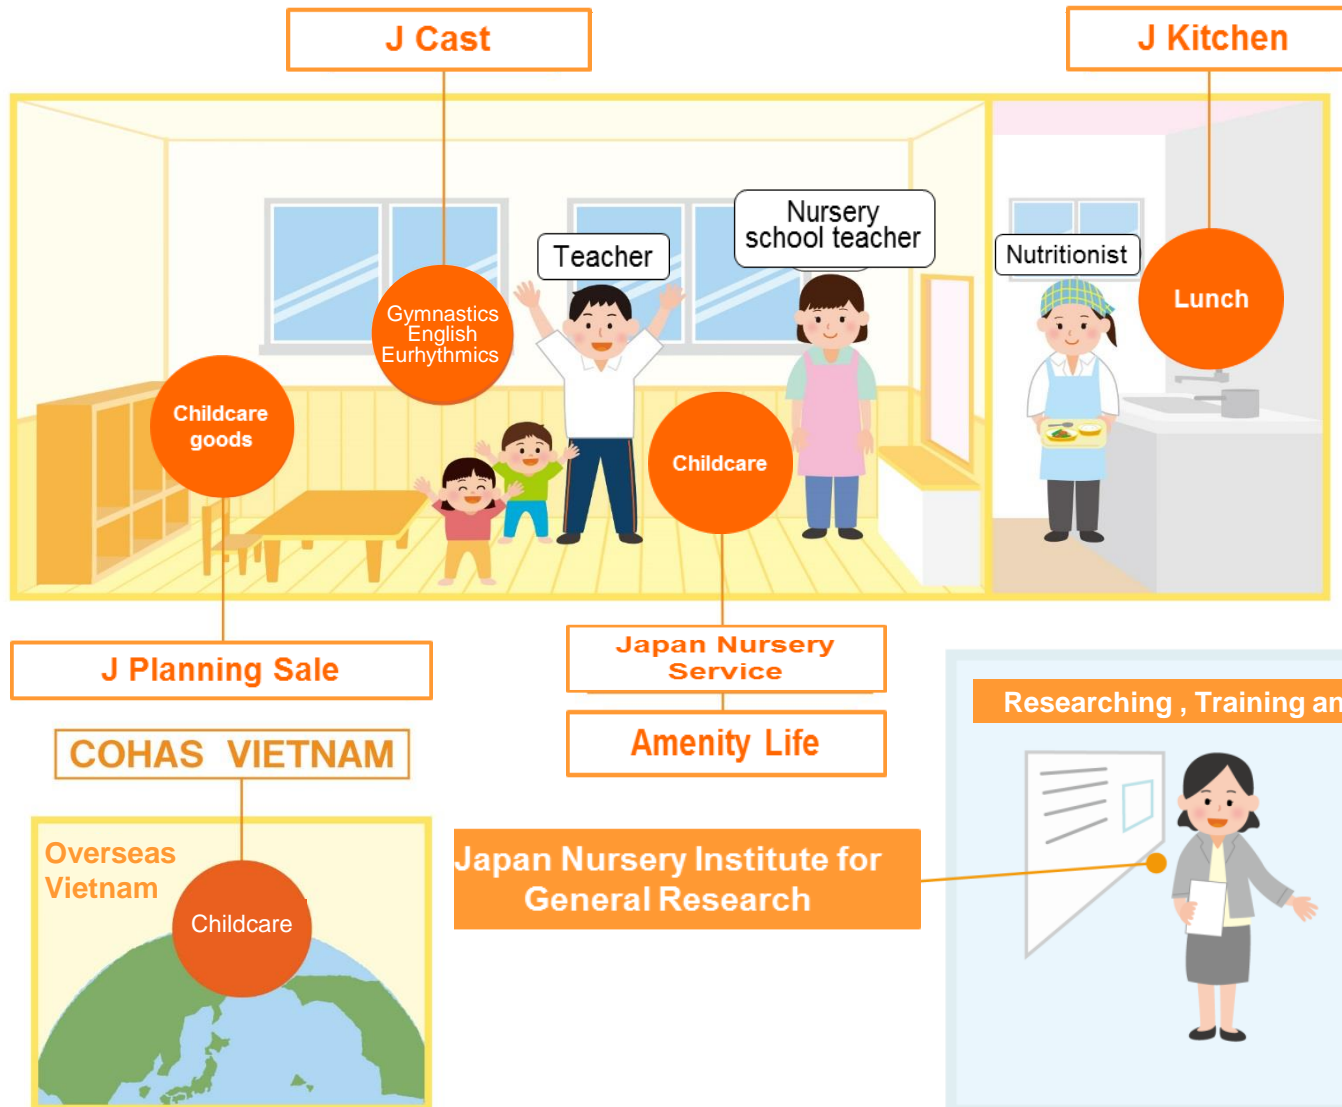 J Cast
J Kitchen
Teacher
Nursery
school teacher
Nutritionist
Gymnastics
English
Eurhythmics
Lunch
Childcare
goods
Childcare
J Planning Sale
Japan Nursery
Service
Amenity Life
Researching , Training an
COHAS VIETNAM
Overseas
Vietnam
Childcare
Japan Nursery Institute for
General Research